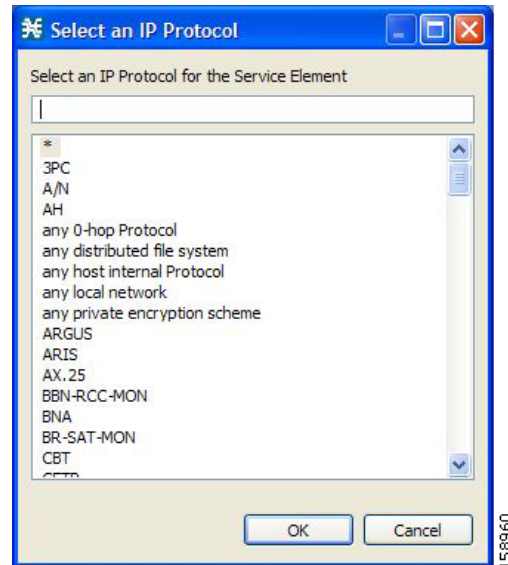 Select an IP Protocol
Select an IP Protocol for the Service Element
*
3PC
A/N
AH
any 0-hop Protocol
any distributed file system
any host internal Protocol
any local network
any private encryption scheme
ARGUS
ARIS
AX.25
BBN-RCC-MON
BNA
BR-SAT-MON
CBT
OK Cancel
158960